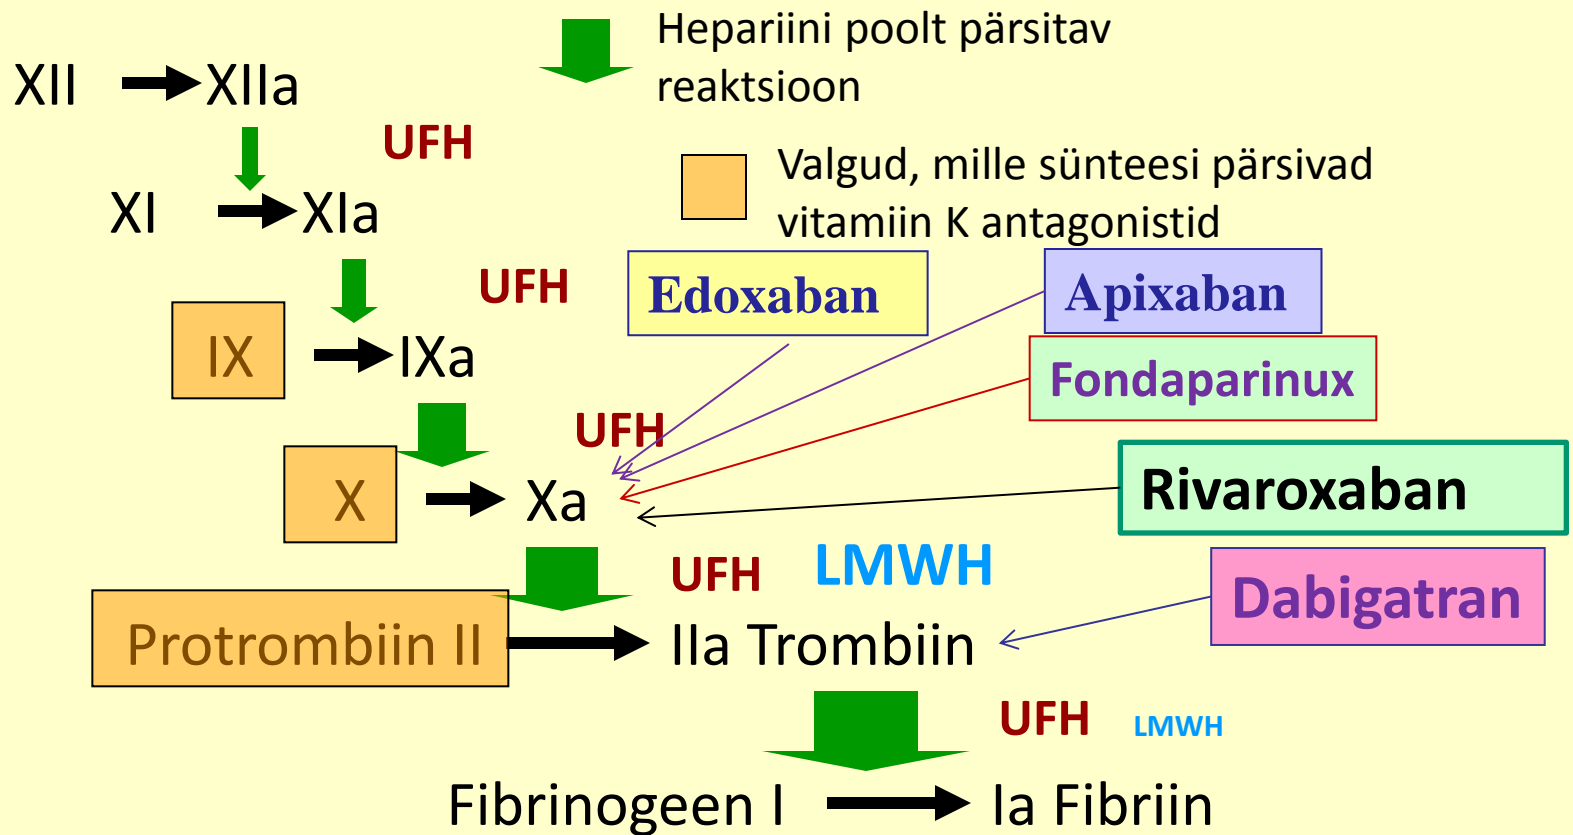 Hepariini poolt pärsitav
reaktsioon
XII XIIa
UFH
Valgud, mille sünteesi pärsivad
vitamiin K antagonistid
XI XIa
UFH
Edoxaban
Apixaban
IX IXa
Fondaparinux
UFH
X Xa
Rivaroxaban
UFH LMWH
Dabigatran
Protrombiin II IIa Trombiin
UFH LMWH
Fibrinogeen I Ia Fibriin